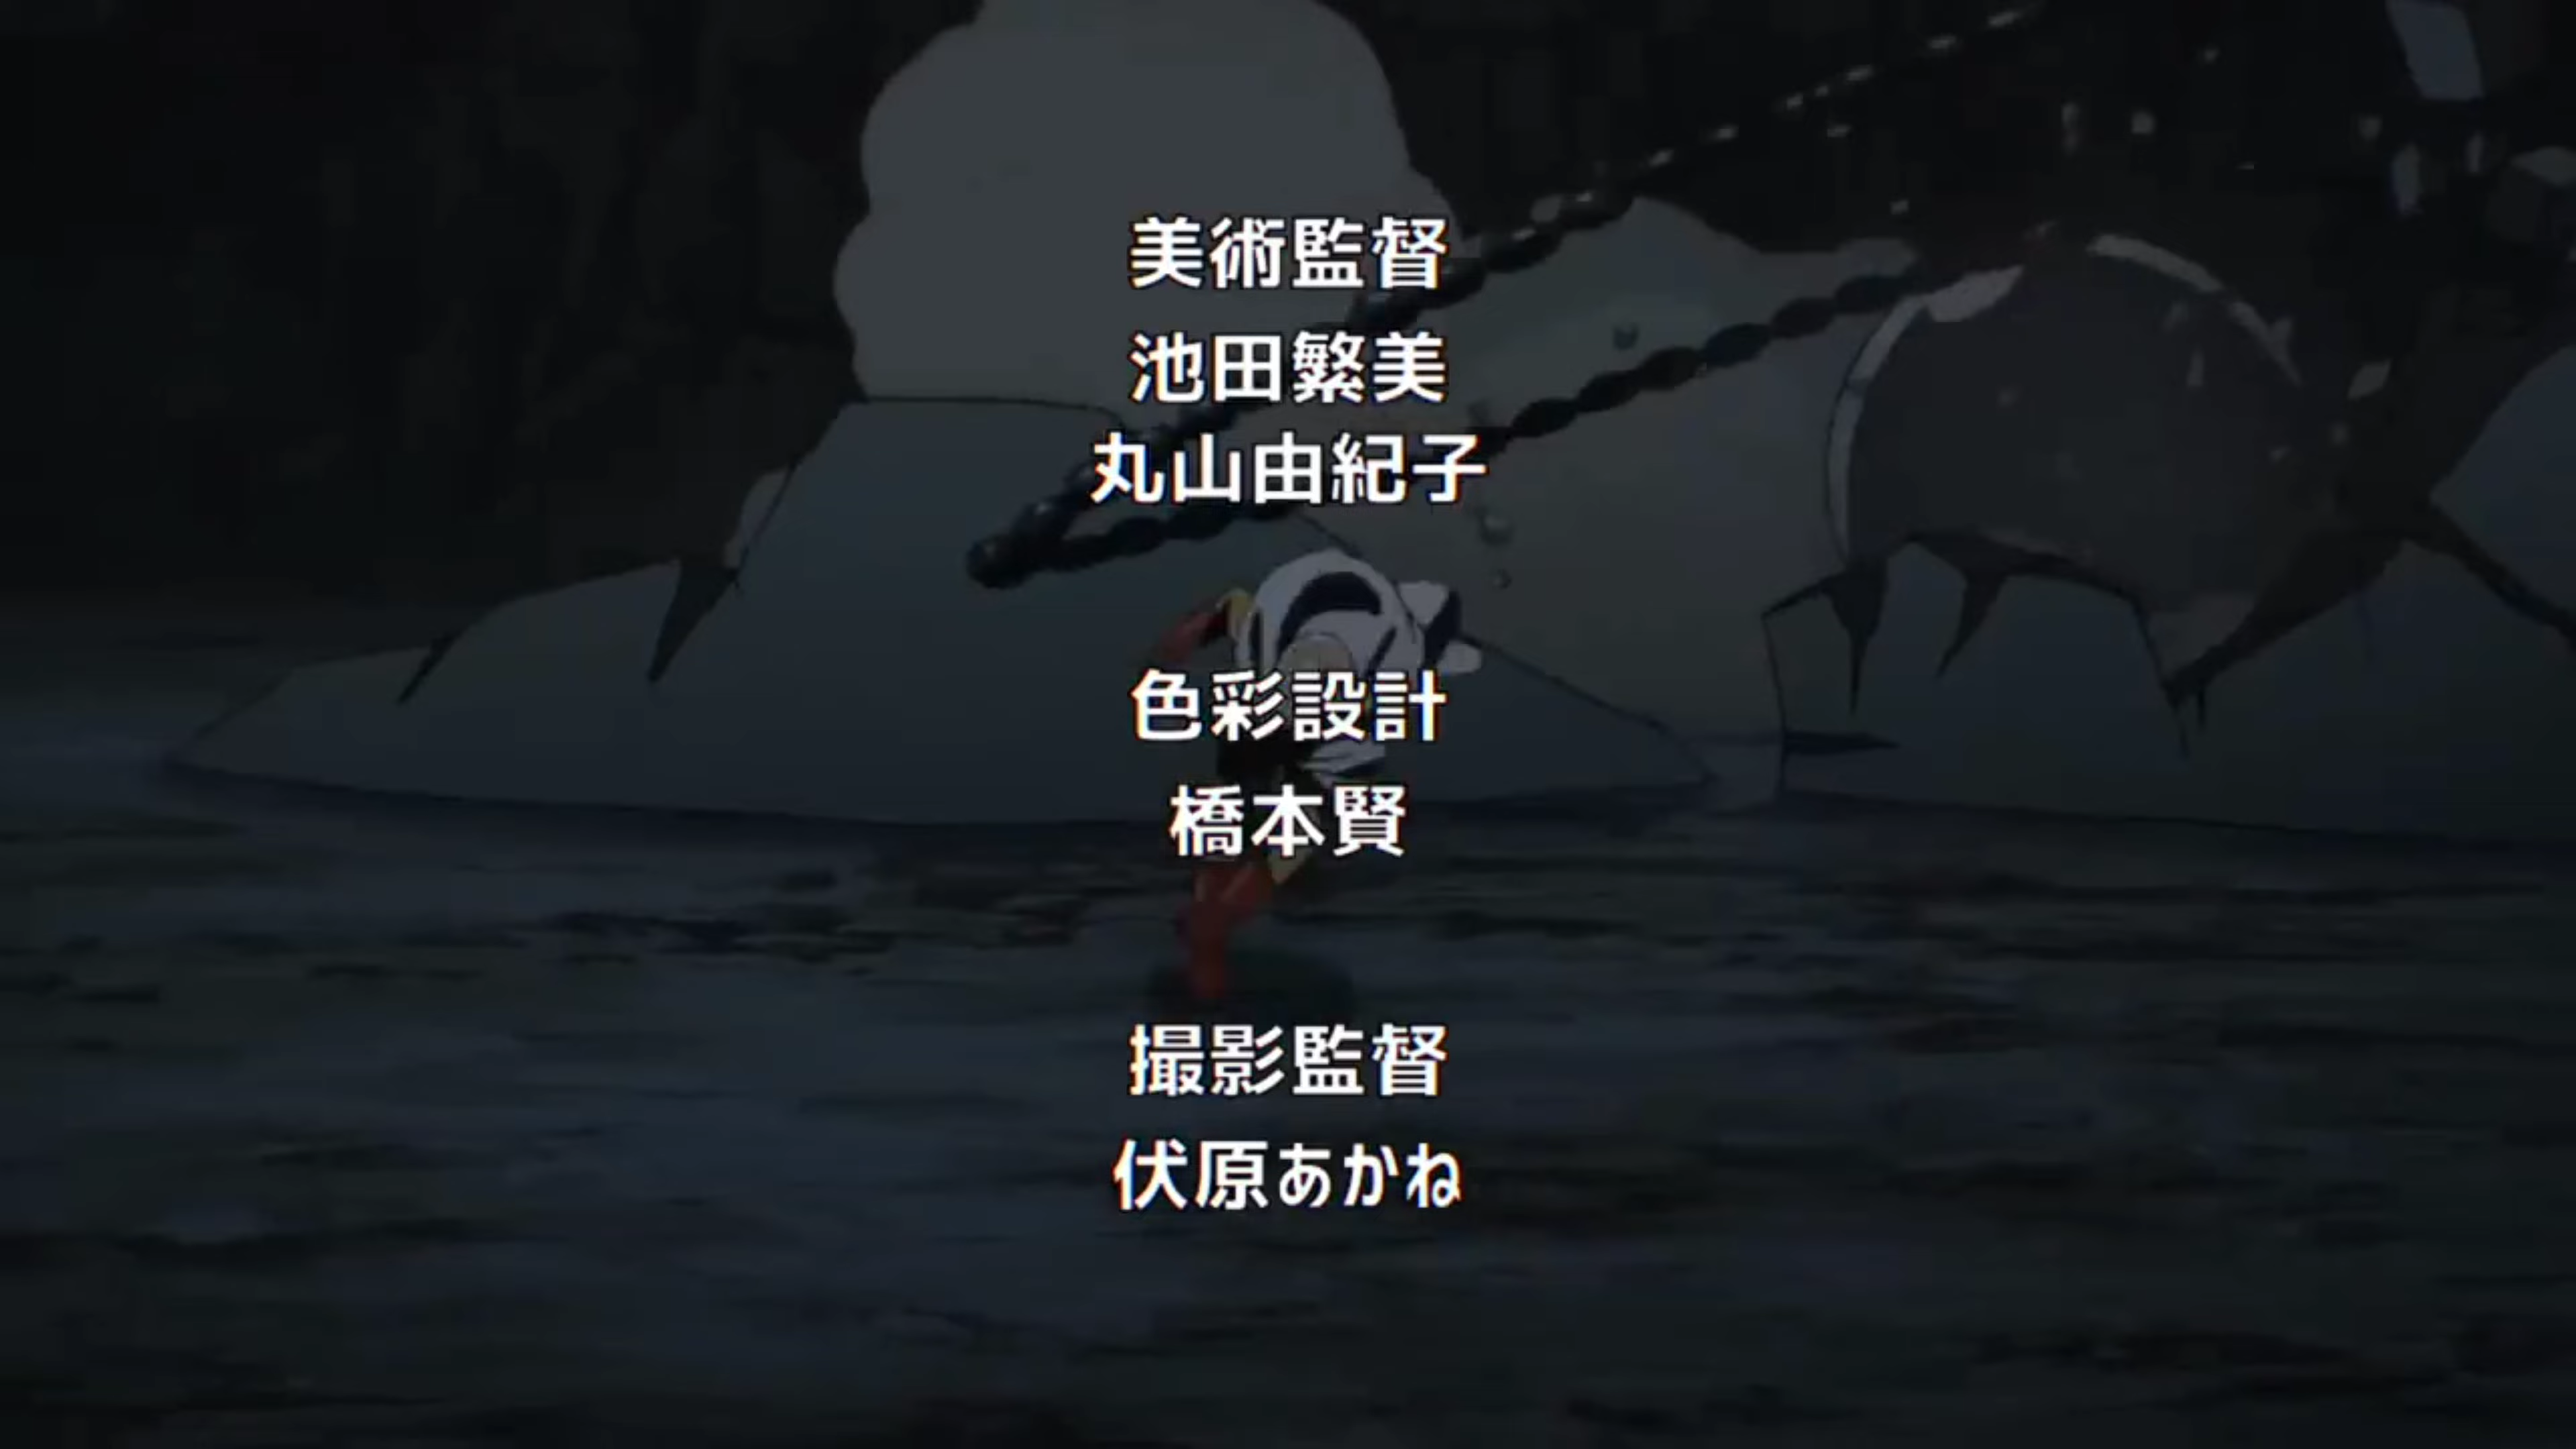 美術監督
池田繁美
丸山由紀子
色彩設計
橋本賢
撮影監督
伏原あかね